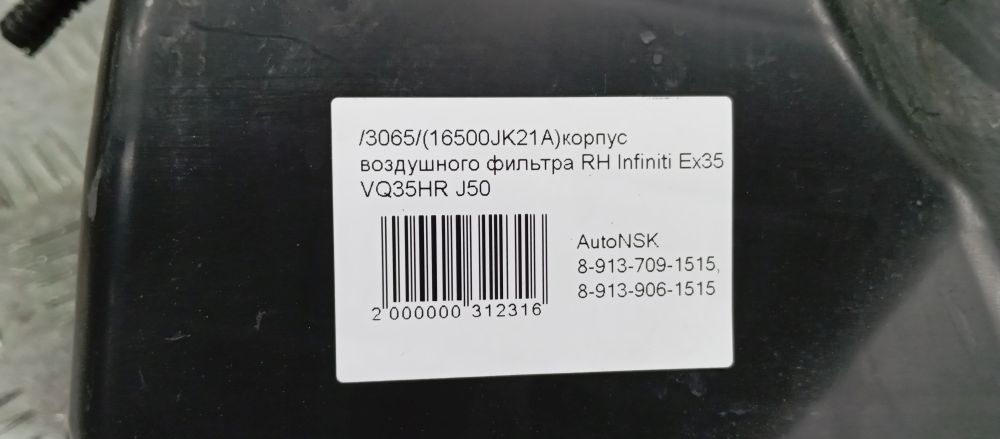 /3065/(16500JK21A)корпус
воздушного фильтра RH Infiniti Ex35
VQ35HR J50
AutoNSK
8-913-709-1515,
8-913-906-1515
2 000000 312316